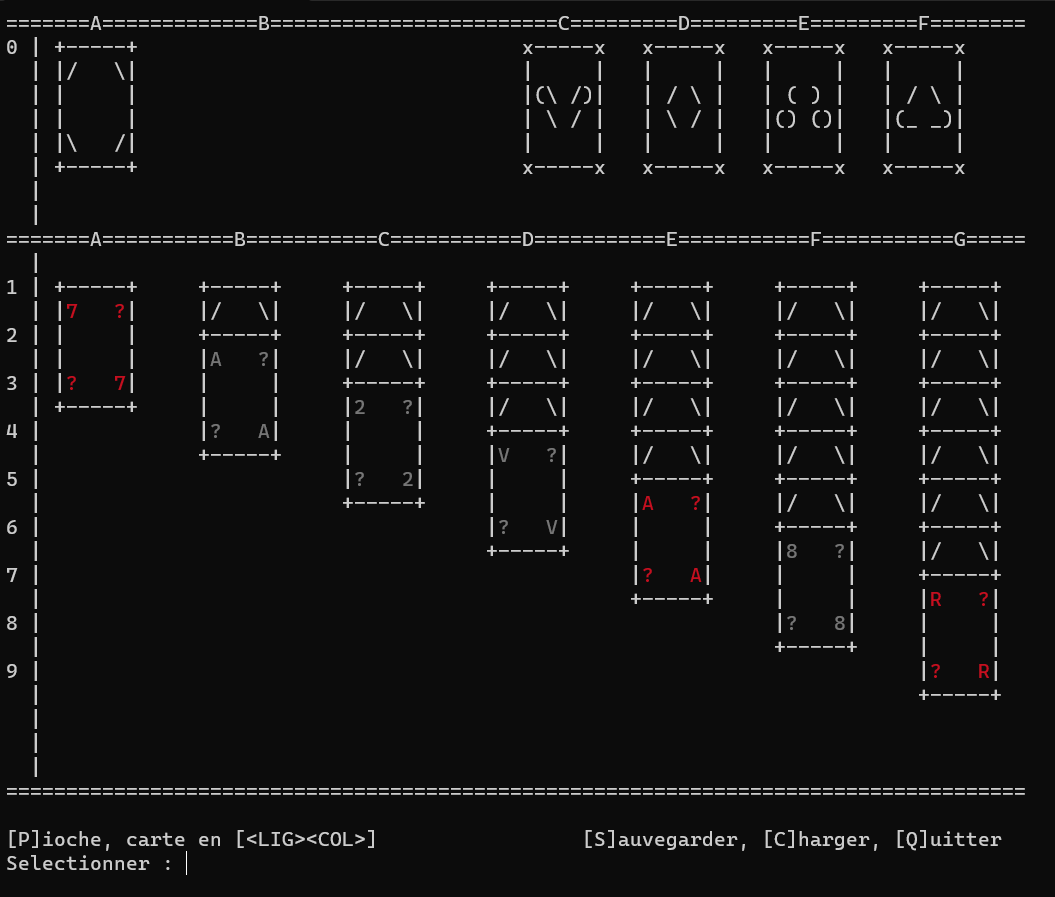 =======A=============B========================C=========D=========E=========F========
0 | +-----+                                x-----x   x-----x   x-----x   x-----x
  | |/   \|                                |     |   |     |   |     |   |     |
  | |     |                                |(\ /)|   | / \ |   | ( ) |   | / \ |
  | |     |                                | \ / |   | \ / |   |() ()|   |(_ _)|
  | |\   /|                                |     |   |     |   |     |   |     |
  | +-----+                                x-----x   x-----x   x-----x   x-----x
  |
  |
=======A===========B===========C===========D===========E===========F===========G=====
  |
1 | +-----+     +-----+     +-----+     +-----+     +-----+     +-----+     +-----+
  | |7   ?|     |/   \|     |/   \|     |/   \|     |/   \|     |/   \|     |/   \|
2 | |     |     +-----+     +-----+     +-----+     +-----+     +-----+     +-----+
  | |     |     |A   ?|     |/   \|     |/   \|     |/   \|     |/   \|     |/   \|
3 | |?   7|     |     |     +-----+     +-----+     +-----+     +-----+     +-----+
  | +-----+     |     |     |2   ?|     |/   \|     |/   \|     |/   \|     |/   \|
4 |             |?   A|     |     |     +-----+     +-----+     +-----+     +-----+
  |             +-----+     |     |     |V   ?|     |/   \|     |/   \|     |/   \|
5 |                         |?   2|     |     |     +-----+     +-----+     +-----+
  |                         +-----+     |     |     |A   ?|     |/   \|     |/   \|
6 |                                     |?   V|     |     |     +-----+     +-----+
  |                                     +-----+     |     |     |8   ?|     |/   \|
7 |                                                 |?   A|     |     |     +-----+
  |                                                 +-----+     |     |     |R   ?|
8 |                                                             |?   8|     |     |
  |                                                             +-----+     |     |
9 |                                                                         |?   R|
  |                                                                         +-----+
  |
  |
  |
=====================================================================================
[P]ioche, carte en [<LIG><COL>]                 [S]auvegarder, [C]harger, [Q]uitter
Selectionner :